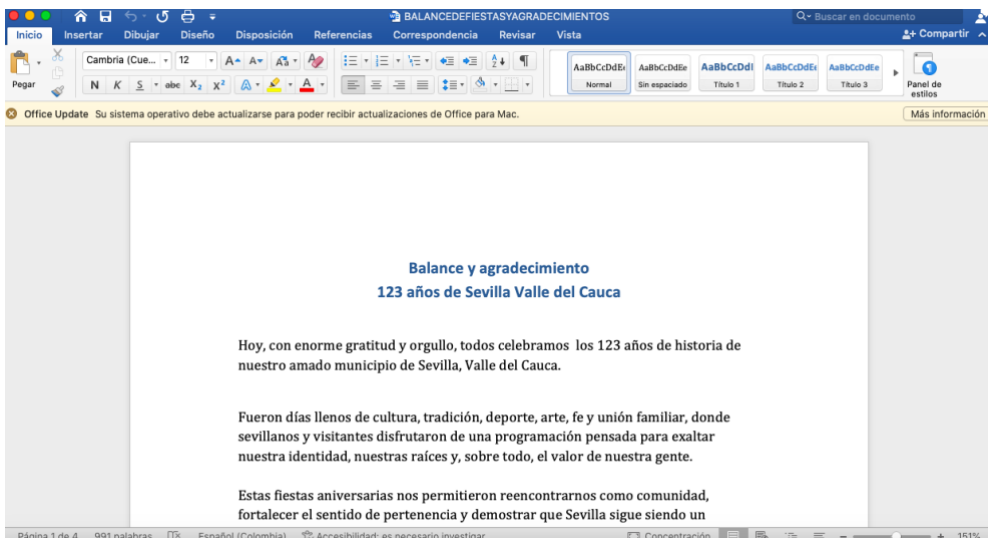 BALANCEDEFIESTASYAGRADECIMIENTOS
Buscar en documento
Inicio Insertar Dibujar Diseño Disposición Referencias Correspondencia Revisar Vista Compartir
Pegar
Cambria (Cue... 12
N K S abc X₂ X²
AaBbCcDdEe AaBbCcDdEe AaBbCcDdI AaBbCcDdEe AaBbCcDdEe
Normal Sin espaciado Título 1 Título 2 Título 3
Panel de
estilos
Office Update Su sistema operativo debe actualizarse para poder recibir actualizaciones de Office para Mac. Más información
Balance y agradecimiento
123 años de Sevilla Valle del Cauca
Hoy, con enorme gratitud y orgullo, todos celebramos  los 123 años de historia de
nuestro amado municipio de Sevilla, Valle del Cauca.
Fueron días llenos de cultura, tradición, deporte, arte, fe y unión familiar, donde
sevillanos y visitantes disfrutaron de una programación pensada para exaltar
nuestra identidad, nuestras raíces y, sobre todo, el valor de nuestra gente.
Estas fiestas aniversarias nos permitieron reencontrarnos como comunidad,
fortalecer el sentido de pertenencia y demostrar que Sevilla sigue siendo un
Página 1 de 4 991 palabras Español (Colombia) Accesibilidad: es necesario investigar Concentración 151%